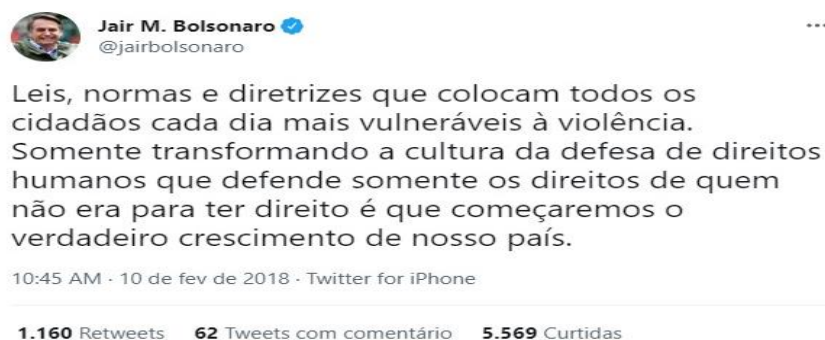 Jair M. Bolsonaro
@jairbolsonaro
Leis, normas e diretrizes que colocam todos os
cidadãos cada dia mais vulneráveis à violência.
Somente transformando a cultura da defesa de direitos
humanos que defende somente os direitos de quem
não era para ter direito é que começaremos o
verdadeiro crescimento de nosso país.
10:45 AM · 10 de fev de 2018 · Twitter for iPhone
1.160 Retweets 62 Tweets com comentário 5.569 Curtidas